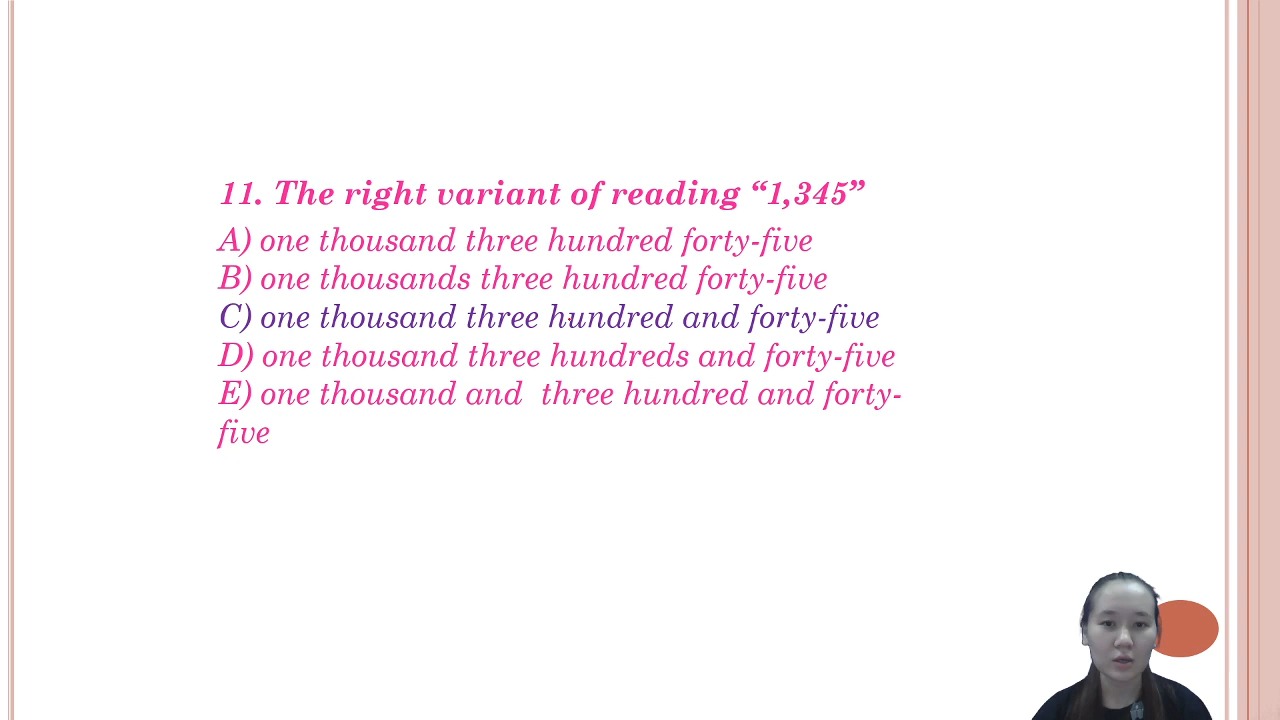 11. The right variant of reading “1,345”
A) one thousand three hundred forty-five
B) one thousands three hundred forty-five
C) one thousand three hundred and forty-five
D) one thousand three hundreds and forty-five
E) one thousand and  three hundred and forty-
five